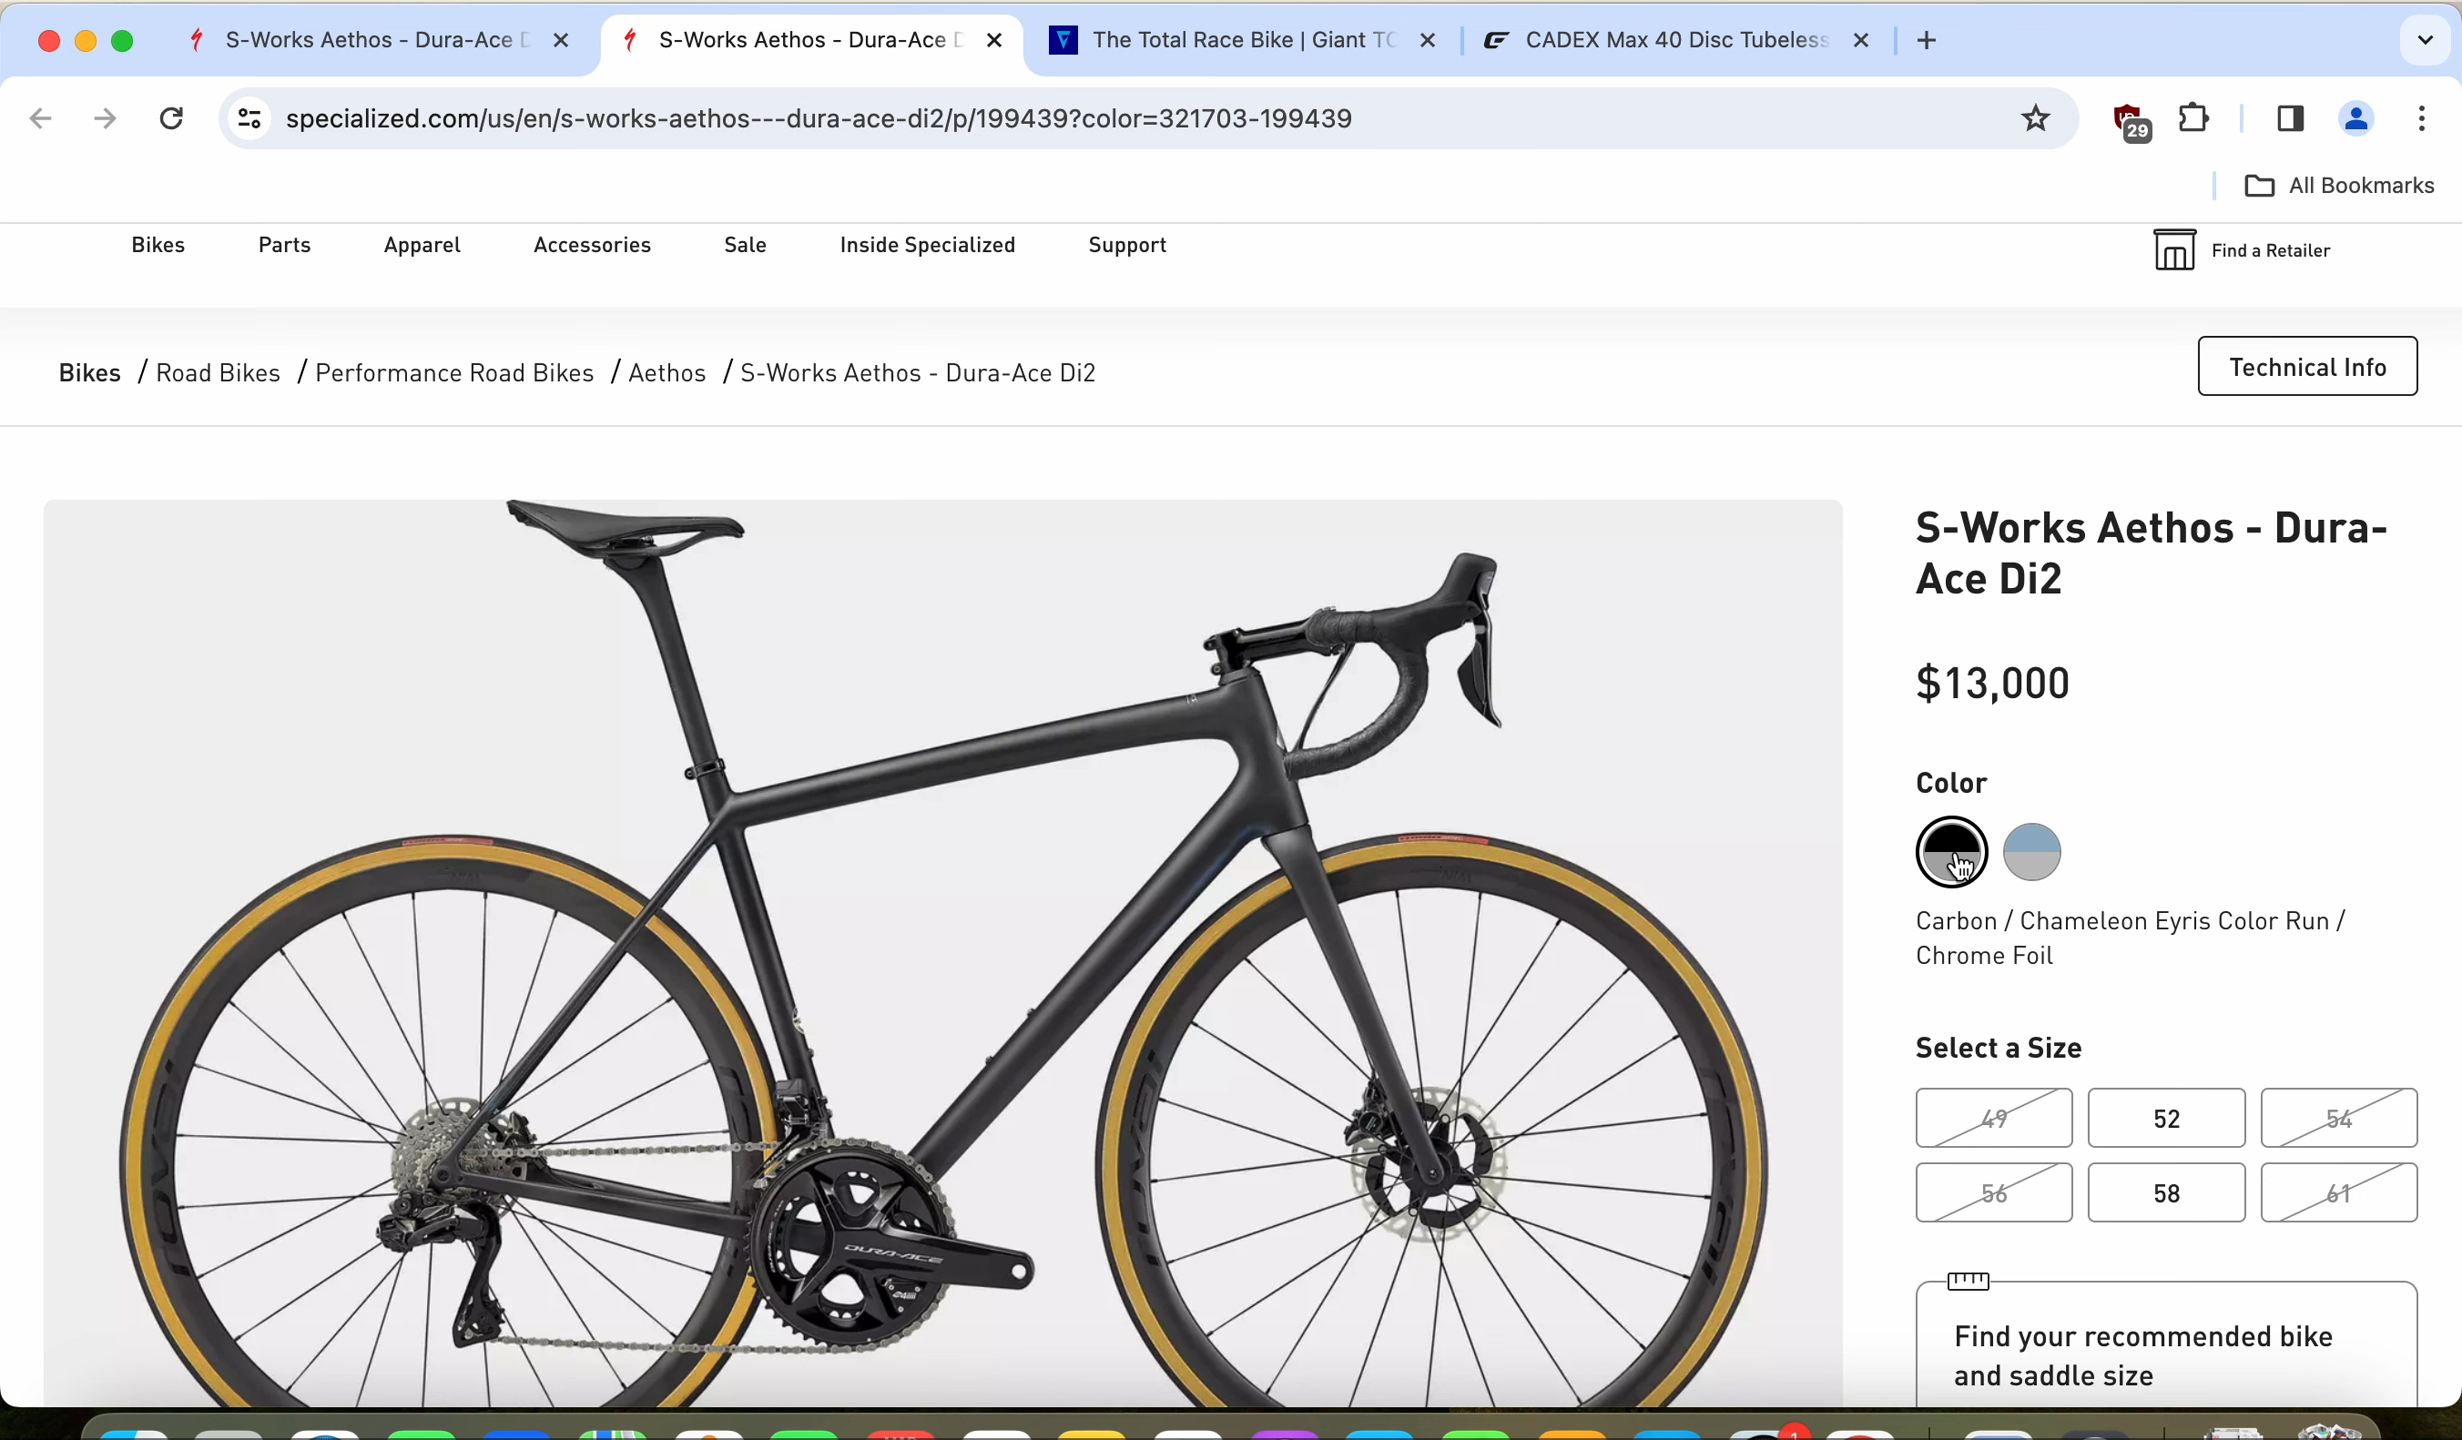 S-Works Aethos - Dura-Ace D
S-Works Aethos - Dura-Ace D
The Total Race Bike | Giant TC
CADEX Max 40 Disc Tubeless
specialized.com/us/en/s-works-aethos---dura-ace-di2/p/199439?color=321703-199439
29
All Bookmarks
Bikes
Parts
Apparel
Accessories
Sale
Inside Specialized
Support
Find a Retailer
Bikes / Road Bikes / Performance Road Bikes / Aethos / S-Works Aethos - Dura-Ace Di2
Technical Info
S-Works Aethos - Dura-
Ace Di2
$13,000
Color
Carbon / Chameleon Eyris Color Run /
Chrome Foil
Select a Size
49
52
54
56
58
61
DURA-ACE
Find your recommended bike
and saddle size
1